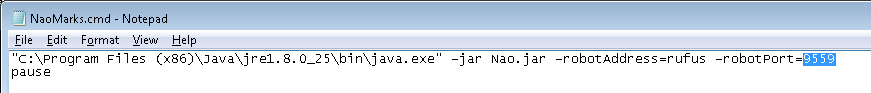 NaoMarks.cmd - Notepad
File Edit Format View Help
"C:\Program Files (x86)\Java\jre1.8.0_25\bin\java.exe" -jar Nao.jar -robotAddress=rufus -robotPort=9559
pause